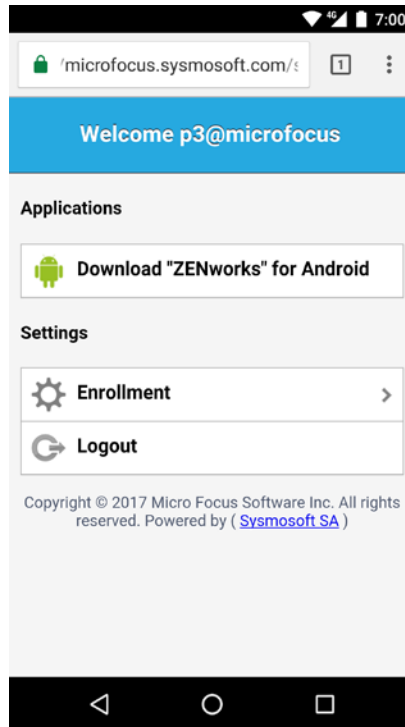 4G 7:00
/microfocus.sysmosoft.com/s 1
Welcome p3@microfocus
Applications
Download "ZENworks" for Android
Settings
Enrollment
Logout
Copyright © 2017 Micro Focus Software Inc. All rights
reserved. Powered by ( Sysmosoft SA )